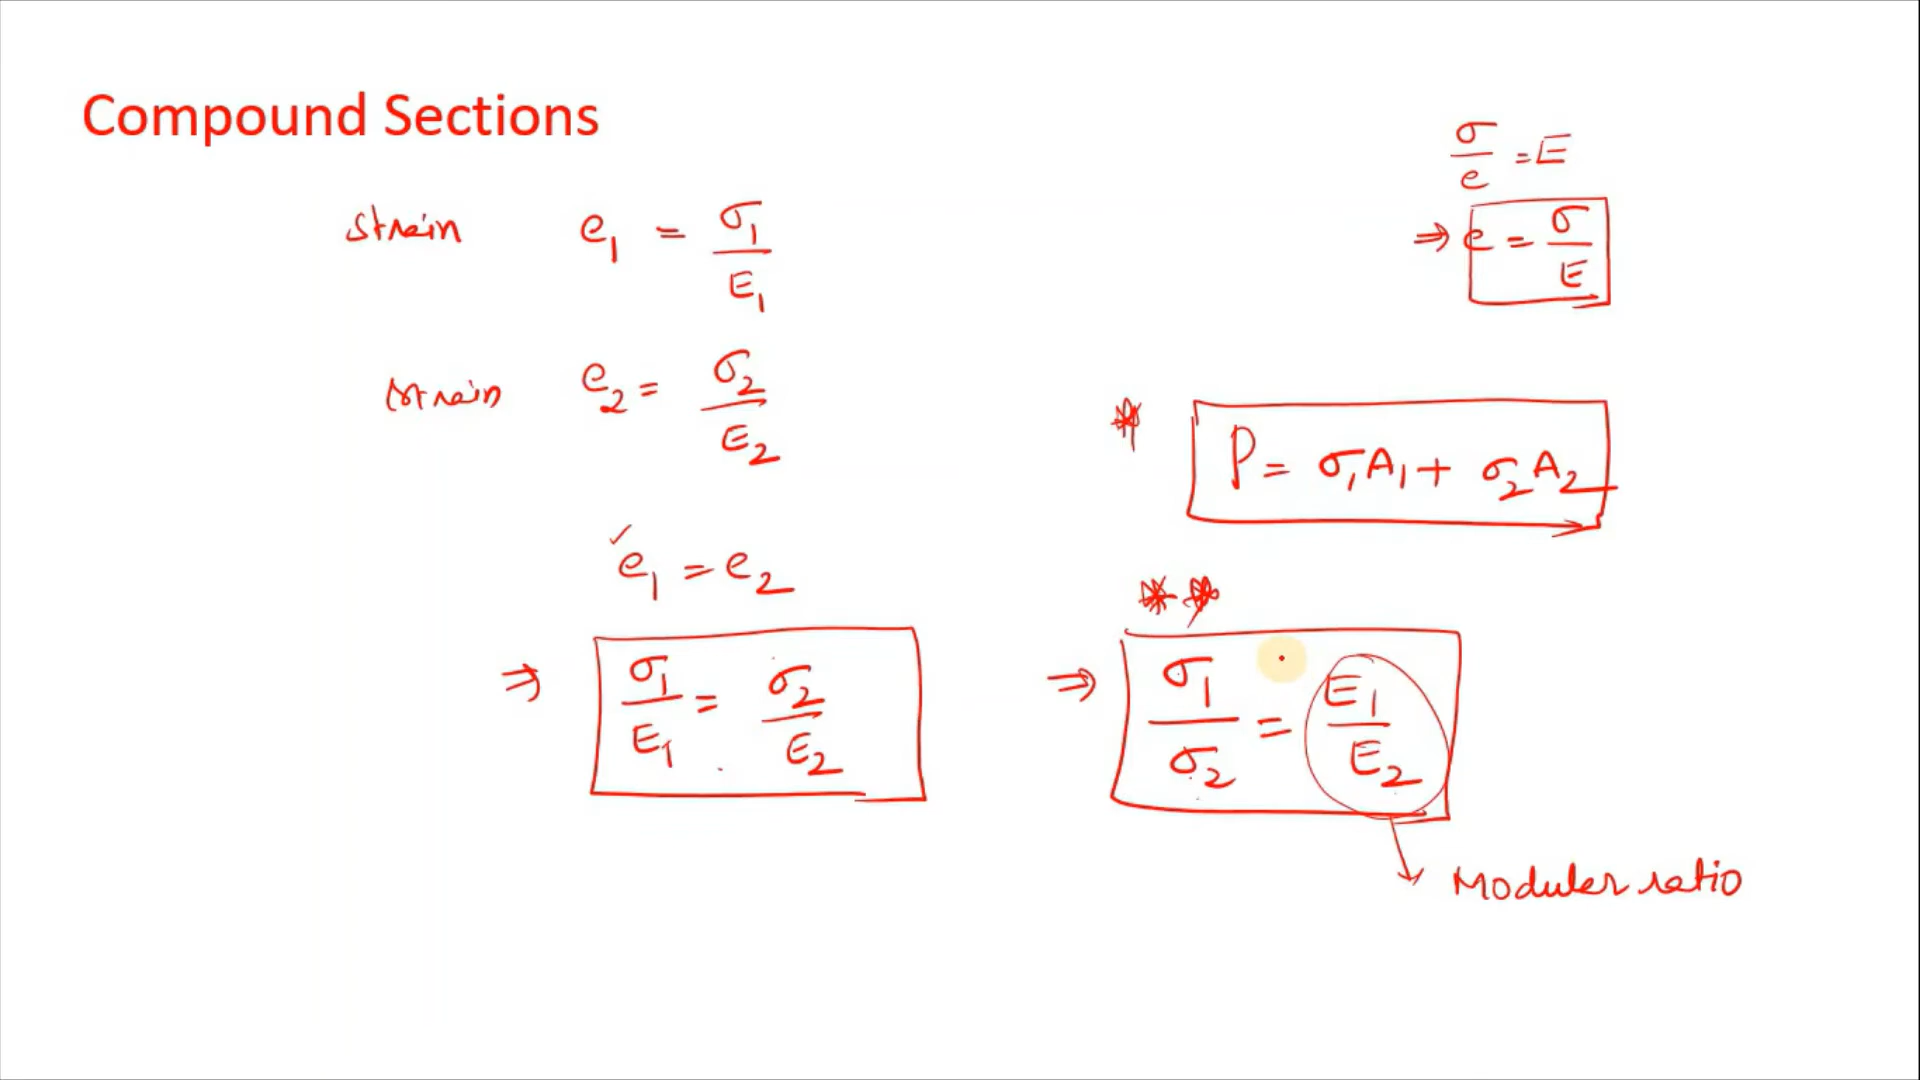 Compound Sections
σ/e = E
strain e₁ = σ₁/E₁
⇒ e = σ/E
strain e₂ = σ₂/E₂
* P = σ₁A₁ + σ₂A₂
✓ e₁ = e₂
**
⇒ σ₁/E₁ = σ₂/E₂
⇒ σ₁/σ₂ = E₁/E₂
Moduler ratio